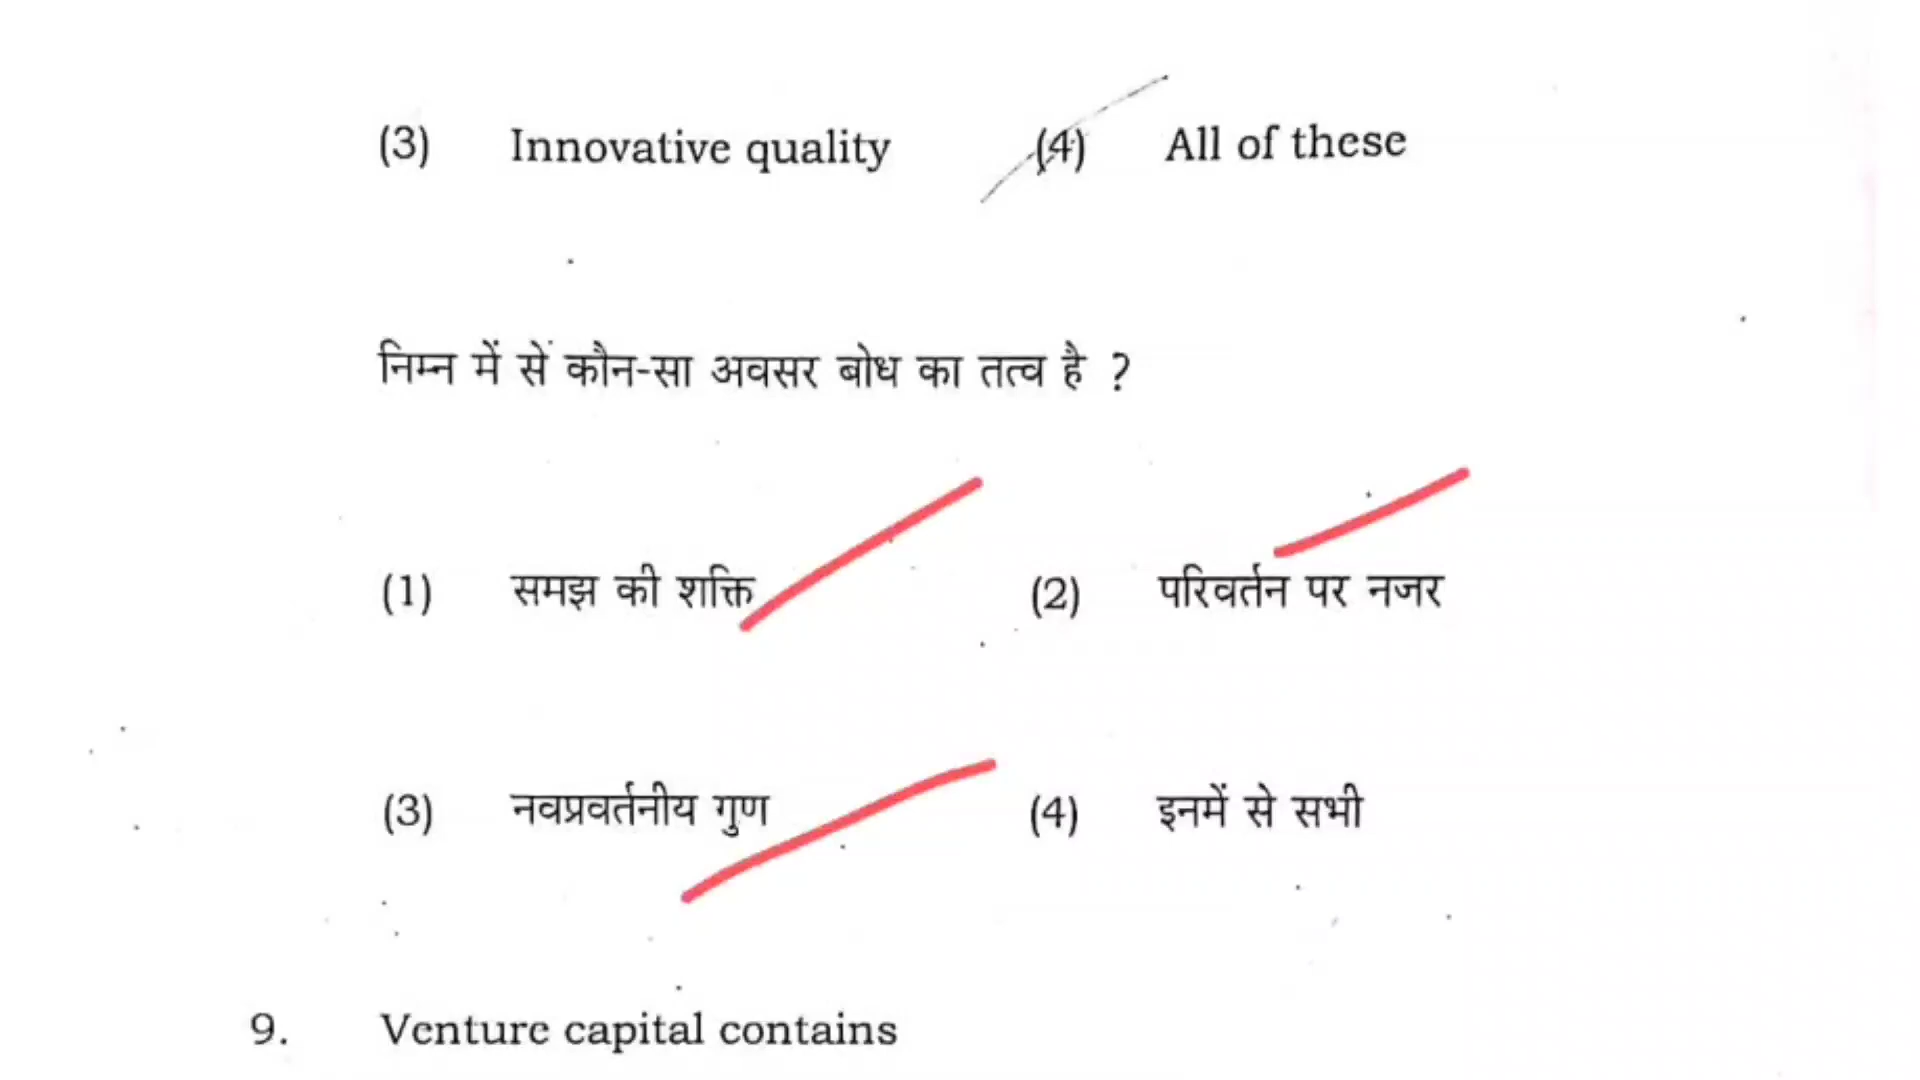 (3) Innovative quality (4) All of these
निम्न में सें कौन-सा अवसर बोध का तत्व है ?
(1) समझ की शक्ति (2) परिवर्तन पर नजर
(3) नवप्रवर्तनीय गुण (4) इनमें से सभी
9. Venture capital contains